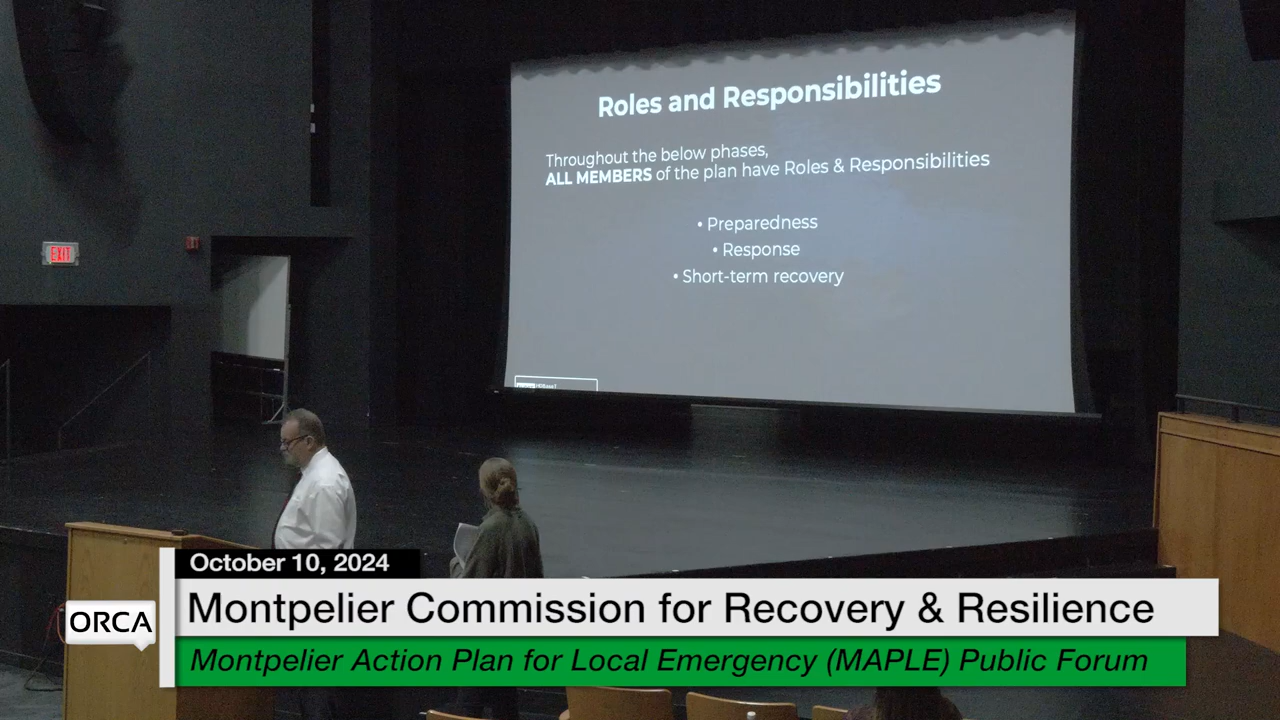 Roles and Responsibilities
Throughout the below phases,
ALL MEMBERS of the plan have Roles & Responsibilities
• Preparedness
• Response
• Short-term recovery
EXIT
October 10, 2024
ORCA
Montpelier Commission for Recovery & Resilience
Montpelier Action Plan for Local Emergency (MAPLE) Public Forum